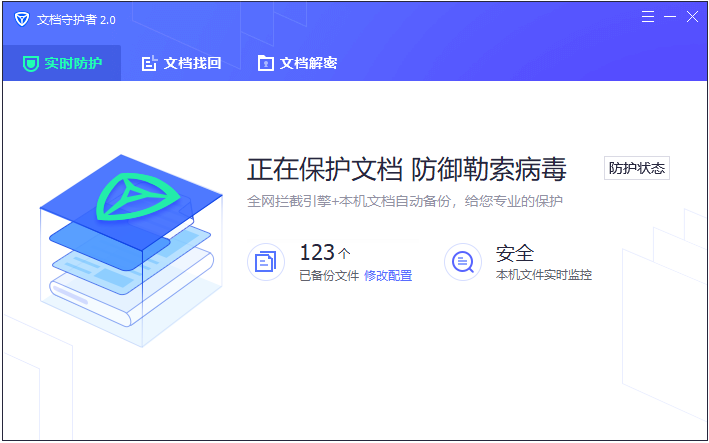 文档守护者 2.0
实时防护 文档找回 文档解密
正在保护文档 防御勒索病毒
防护状态
全网拦截引擎+本机文档自动备份，给您专业的保护
123个
已备份文件 修改配置
安全
本机文件实时监控